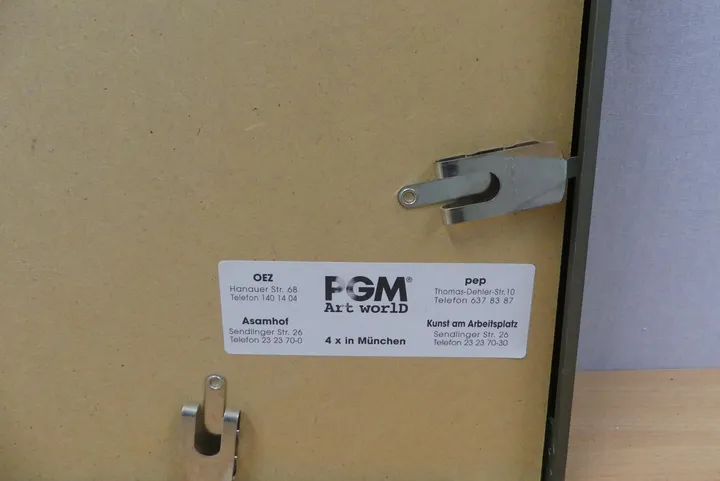 OEZ
Hanauer Str. 68
Telefon 140 14 04
Asamhof
Sendlinger Str. 26
Telefon 23 23 70-0
PGM®
Art worlD
4 x in München
pep
Thomas-Dehler-Str. 10
Telefon 637 83 87
Kunst am Arbeitsplatz
Sendlinger Str. 26
Telefon 23 23 70-30